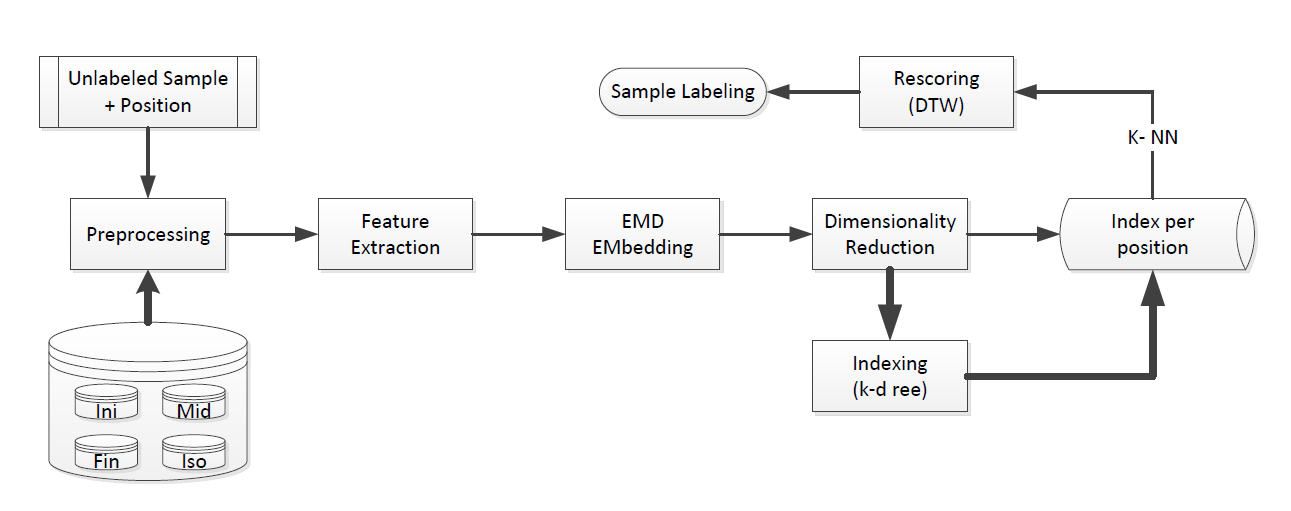 Unlabeled Sample
+ Position
Sample Labeling
Rescoring
(DTW)
K- NN
Preprocessing
Feature
Extraction
EMD
EMbedding
Dimensionality
Reduction
Index per
position
Indexing
(k-d ree)
Ini
Mid
Fin
Iso